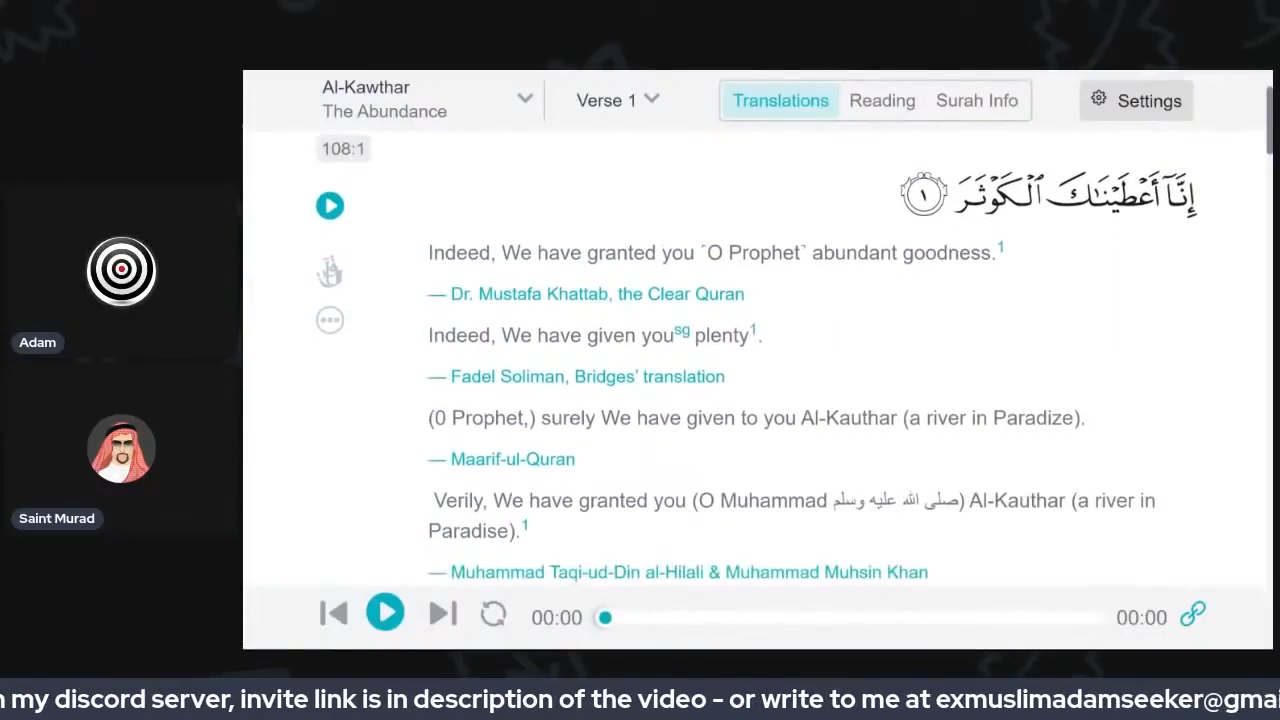 Al-Kawthar
The Abundance
Verse 1
Translations
Reading
Surah Info
Settings
108:1
إِنَّآ أَعْطَيْنَـٰكَ ٱلْكَوْثَرَ ١
Indeed, We have granted you ˹O Prophet˺ abundant goodness.1
— Dr. Mustafa Khattab, the Clear Quran
Indeed, We have given yousg plenty1.
— Fadel Soliman, Bridges’ translation
(0 Prophet,) surely We have given to you Al-Kauthar (a river in Paradize).
— Maarif-ul-Quran
Verily, We have granted you (O Muhammad صلى الله عليه وسلم) Al-Kauthar (a river in
Paradise).1
— Muhammad Taqi-ud-Din al-Hilali & Muhammad Muhsin Khan
00:00
00:00
Adam
Saint Murad
my discord server, invite link is in description of the video - or write to me at exmuslimadamseeker@gma